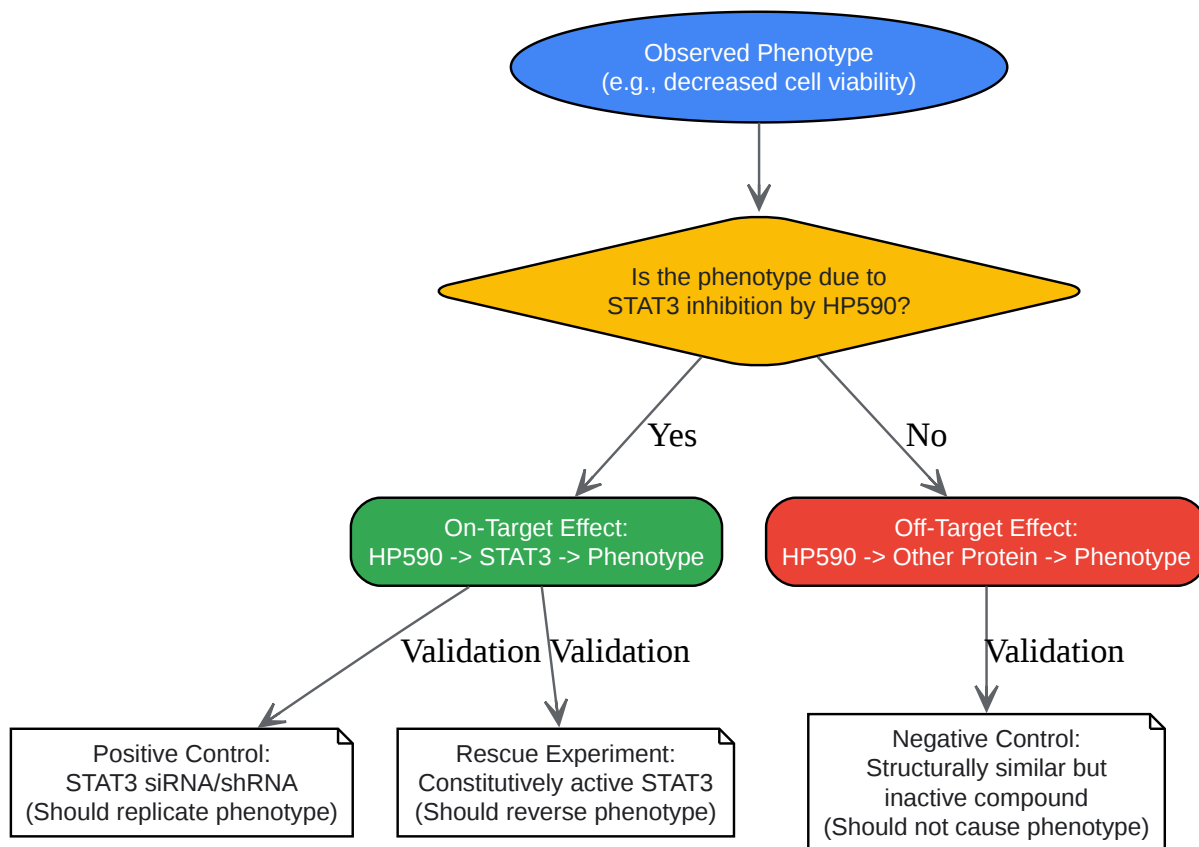 Observed Phenotype
(e.g., decreased cell viability)
Is the phenotype due to
STAT3 inhibition by HP590?
Yes
No
On-Target Effect:
HP590 -> STAT3 -> Phenotype
Off-Target Effect:
HP590 -> Other Protein -> Phenotype
Validation
Validation
Validation
Positive Control:
STAT3 siRNA/shRNA
(Should replicate phenotype)
Rescue Experiment:
Constitutively active STAT3
(Should reverse phenotype)
Negative Control:
Structurally similar but
inactive compound
(Should not cause phenotype)